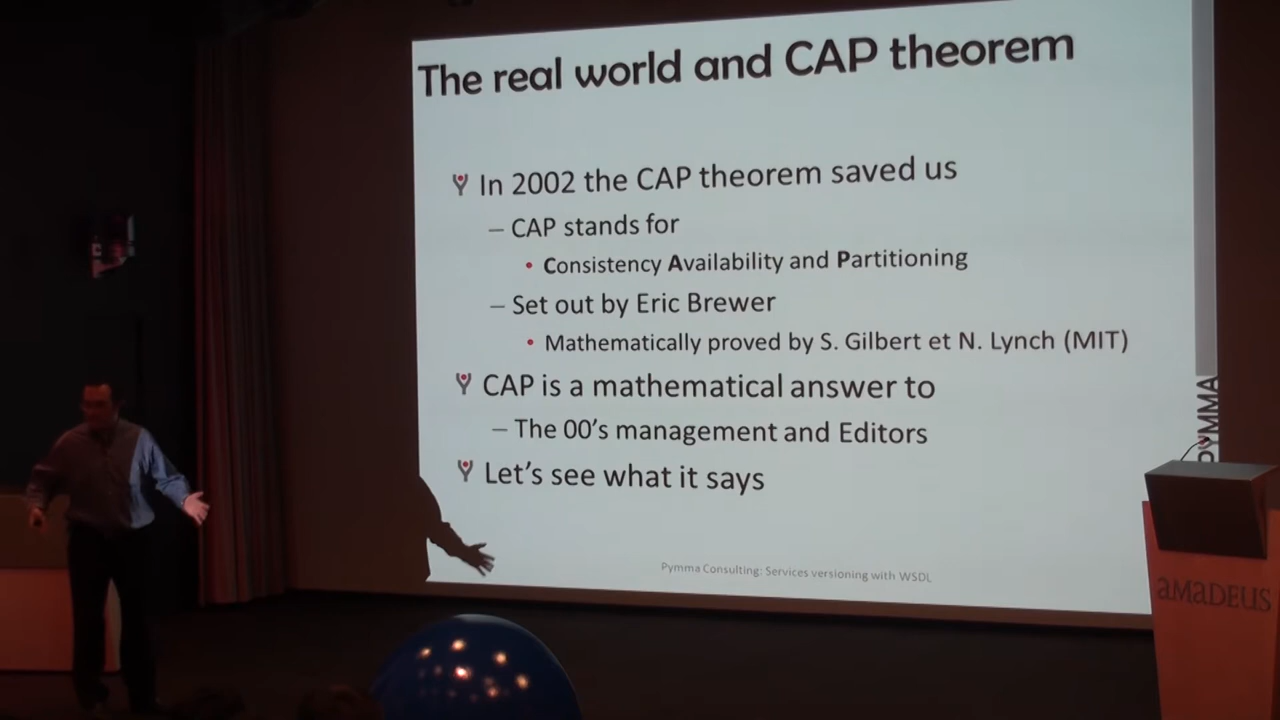 The real world and CAP theorem
In 2002 the CAP theorem saved us
– CAP stands for
• Consistency Availability and Partitioning
– Set out by Eric Brewer
• Mathematically proved by S. Gilbert et N. Lynch (MIT)
CAP is a mathematical answer to
– The 00's management and Editors
Let's see what it says
Pymma Consulting: Services versioning with WSDL
PYMMA
amaDEUS